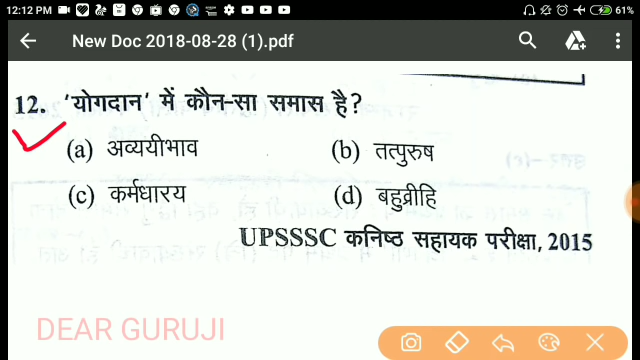 12:12 PM
61%
New Doc 2018-08-28 (1).pdf
12. 'योगदान' में कौन-सा समास है?
(a) अव्ययीभाव (b) तत्पुरुष
(c) कर्मधारय (d) बहुव्रीहि
UPSSSC कनिष्ठ सहायक परीक्षा, 2015
DEAR GURUJI